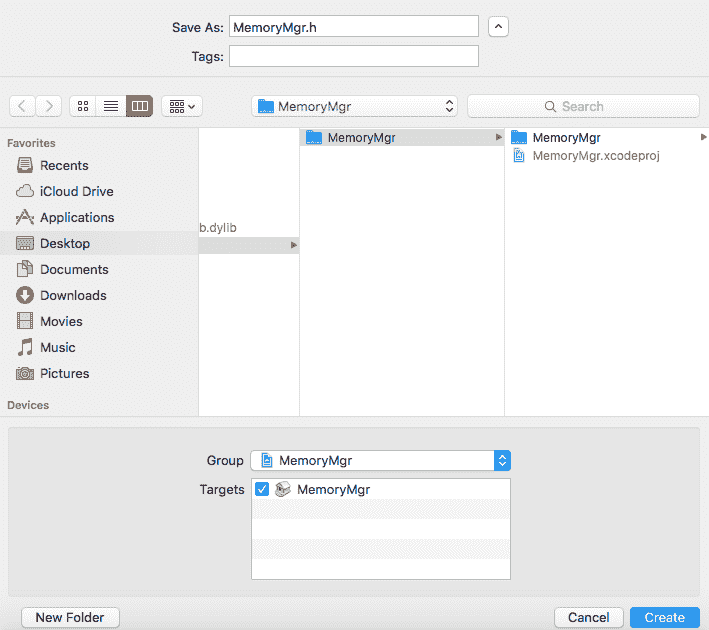 Save As: MemoryMgr.h
Tags:
MemoryMgr
Search
Favorites
Recents
iCloud Drive
Applications
Desktop
Documents
Downloads
Movies
Music
Pictures
Devices
b.dylib
MemoryMgr
MemoryMgr
MemoryMgr.xcodeproj
Group MemoryMgr
Targets MemoryMgr
New Folder
Cancel
Create